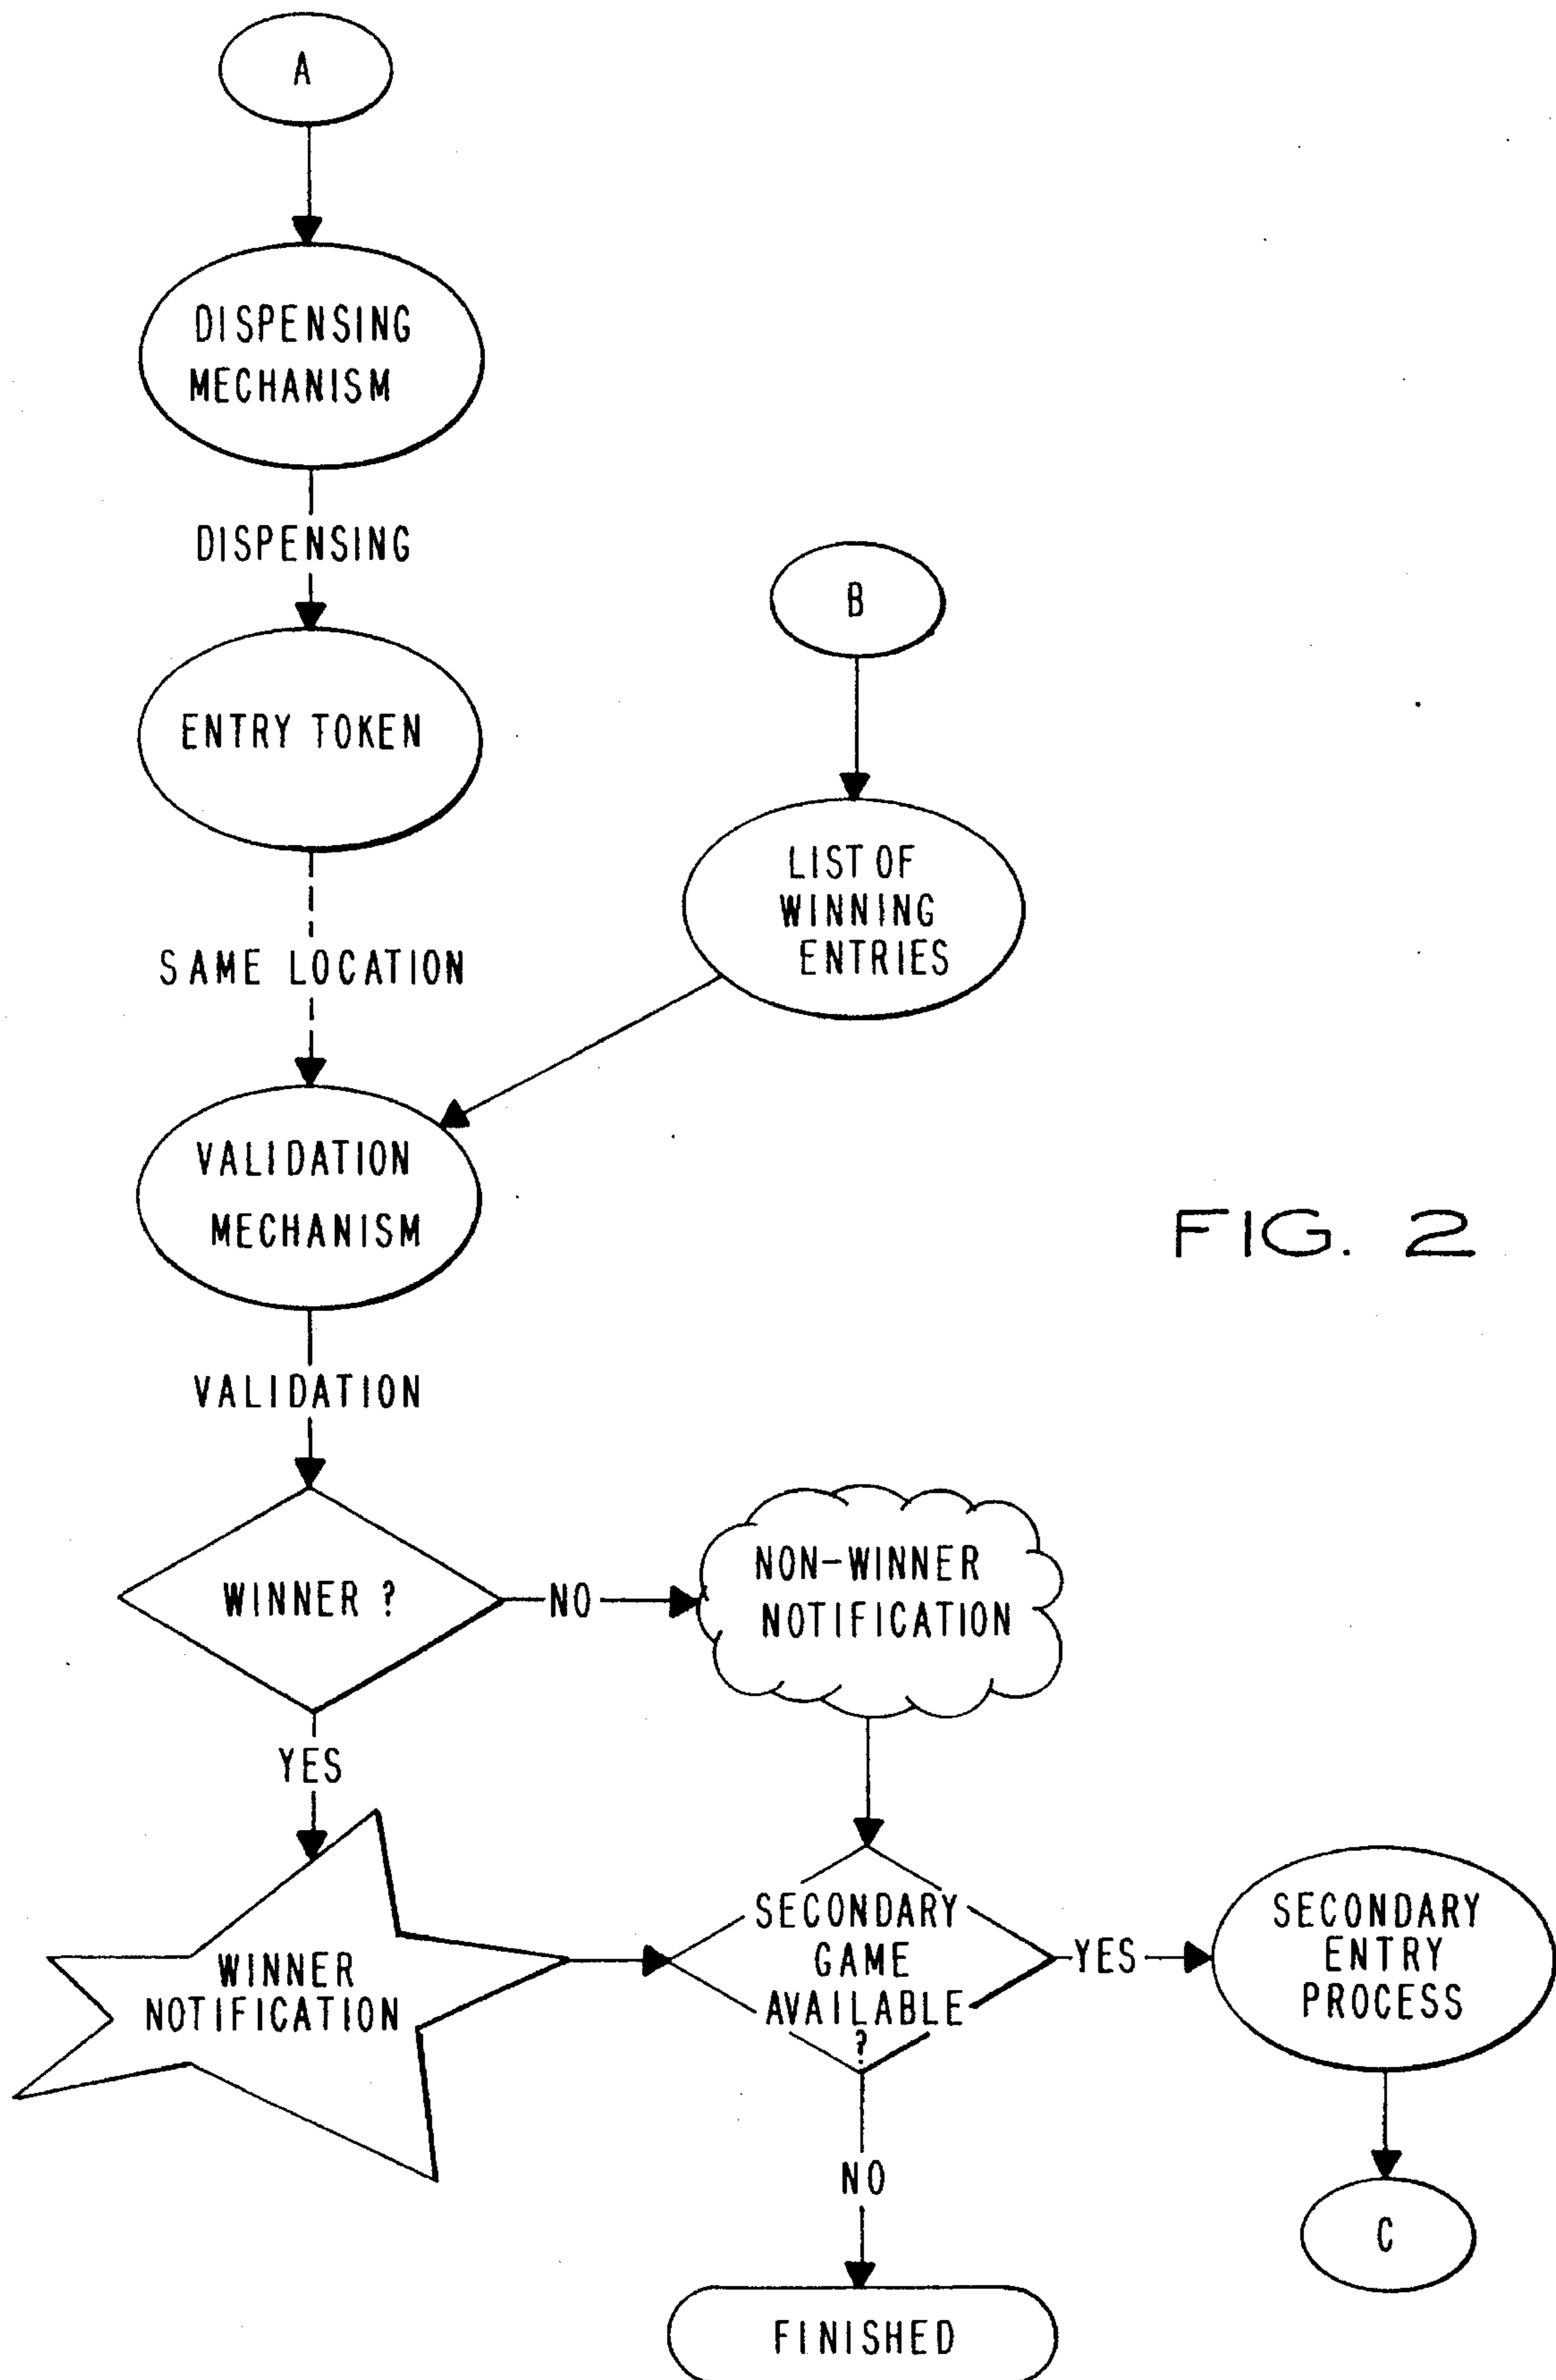 A
DISPENSING
MECHANISM
DISPENSING
ENTRY TOKEN
SAME LOCATION
B
LIST OF
WINNING
ENTRIES
VALIDATION
MECHANISM
VALIDATION
FIG. 2
WINNER ?
NO
NON-WINNER
NOTIFICATION
YES
WINNER
NOTIFICATION
SECONDARY
GAME
AVAILABLE
?
YES
SECONDARY
ENTRY
PROCESS
NO
C
FINISHED